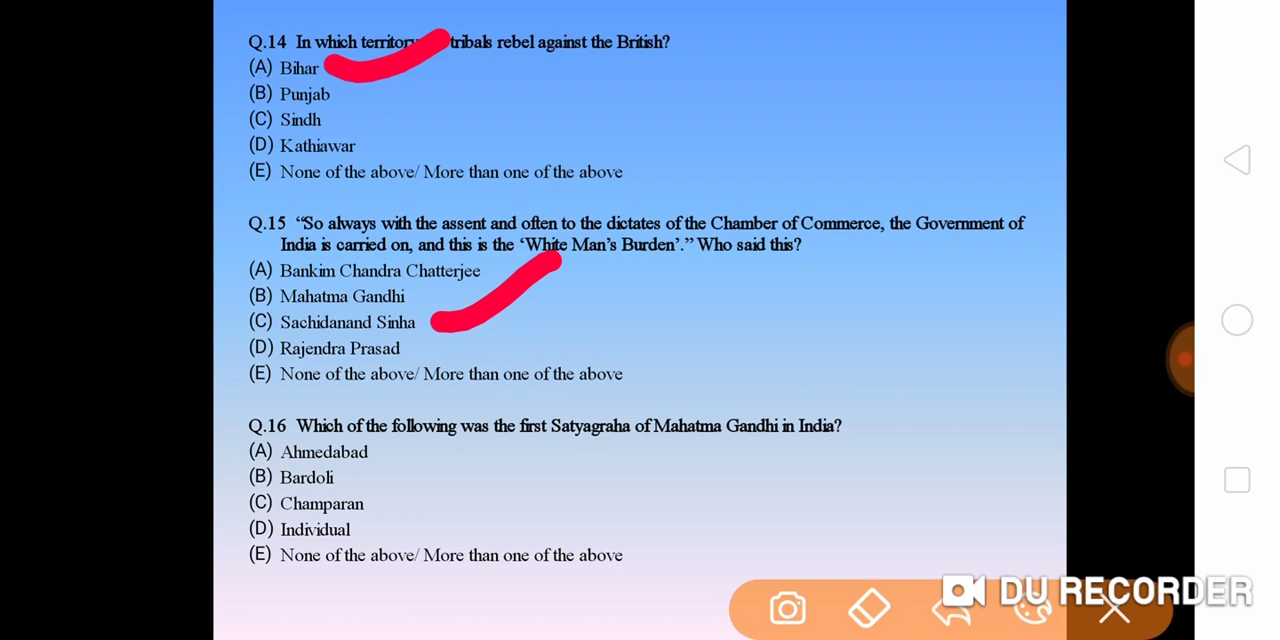 Q.14 In which territory tribals rebel against the British?
(A) Bihar
(B) Punjab
(C) Sindh
(D) Kathiawar
(E) None of the above/ More than one of the above
Q.15 “So always with the assent and often to the dictates of the Chamber of Commerce, the Government of
India is carried on, and this is the ‘White Man’s Burden’.” Who said this?
(A) Bankim Chandra Chatterjee
(B) Mahatma Gandhi
(C) Sachidanand Sinha
(D) Rajendra Prasad
(E) None of the above/ More than one of the above
Q.16 Which of the following was the first Satyagraha of Mahatma Gandhi in India?
(A) Ahmedabad
(B) Bardoli
(C) Champaran
(D) Individual
(E) None of the above/ More than one of the above
DU RECORDER